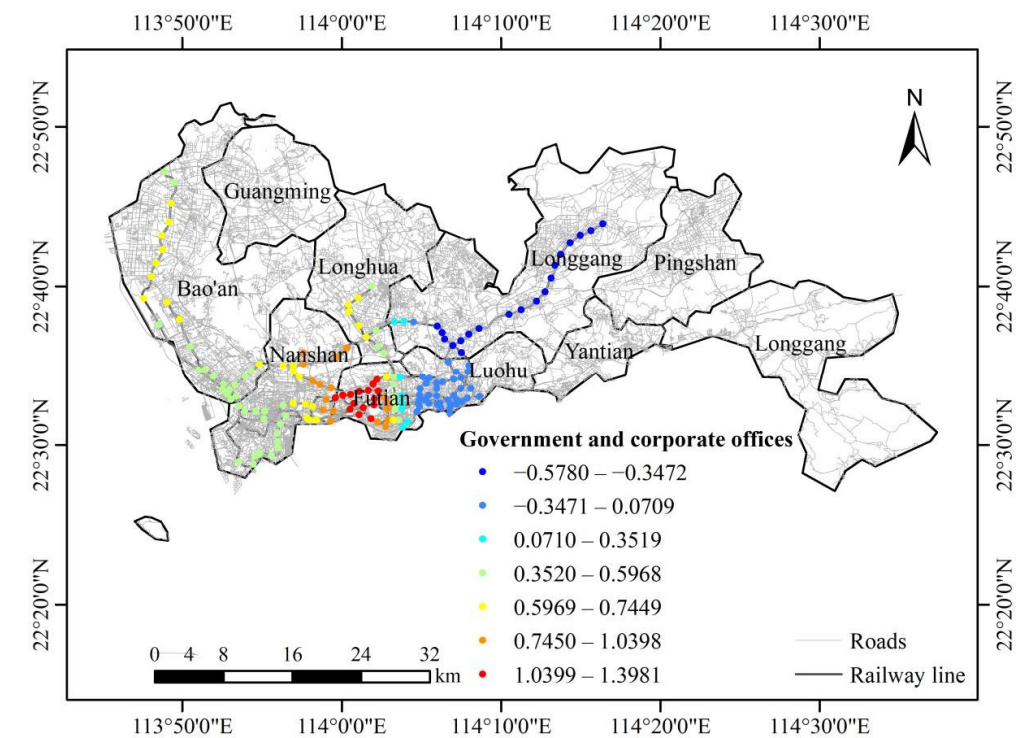 113°50'0"E 114°0'0"E 114°10'0"E 114°20'0"E 114°30'0"E
N
22°50'0"N 22°50'0"N
Guangming
Longgang
Longhua
Pingshan
22°40'0"N 22°40'0"N
Bao'an
Nanshan
Yantian
Longgang
Luohu
Futian
22°30'0"N 22°30'0"N
Government and corporate offices
−0.5780 – −0.3472
−0.3471 – 0.0709
0.0710 – 0.3519
0.3520 – 0.5968
0.5969 – 0.7449
0.7450 – 1.0398
1.0399 – 1.3981
22°20'0"N 22°20'0"N
Roads
Railway line
0 4 8 16 24 32
km
113°50'0"E 114°0'0"E 114°10'0"E 114°20'0"E 114°30'0"E